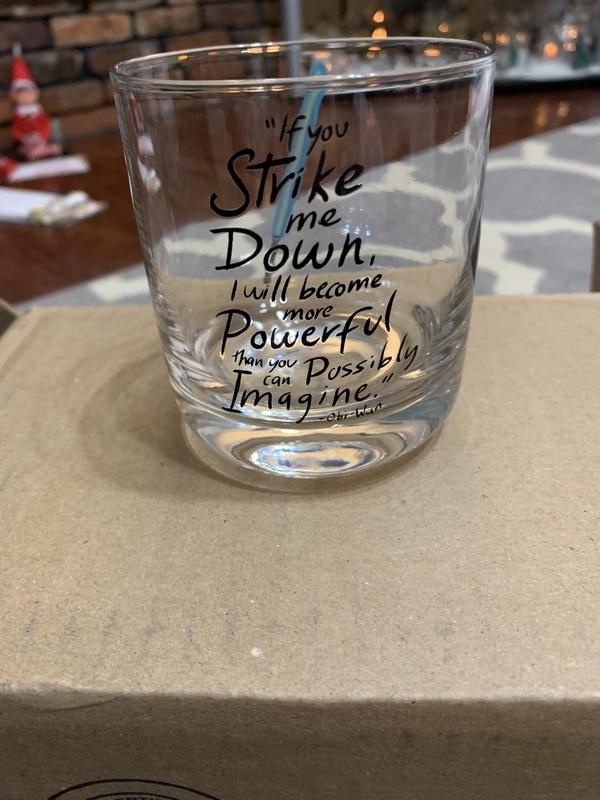 "If you
Strike
me
Down,
I will become
more
Powerful
than you
can Possibly
Imagine."
-Obi-Wan